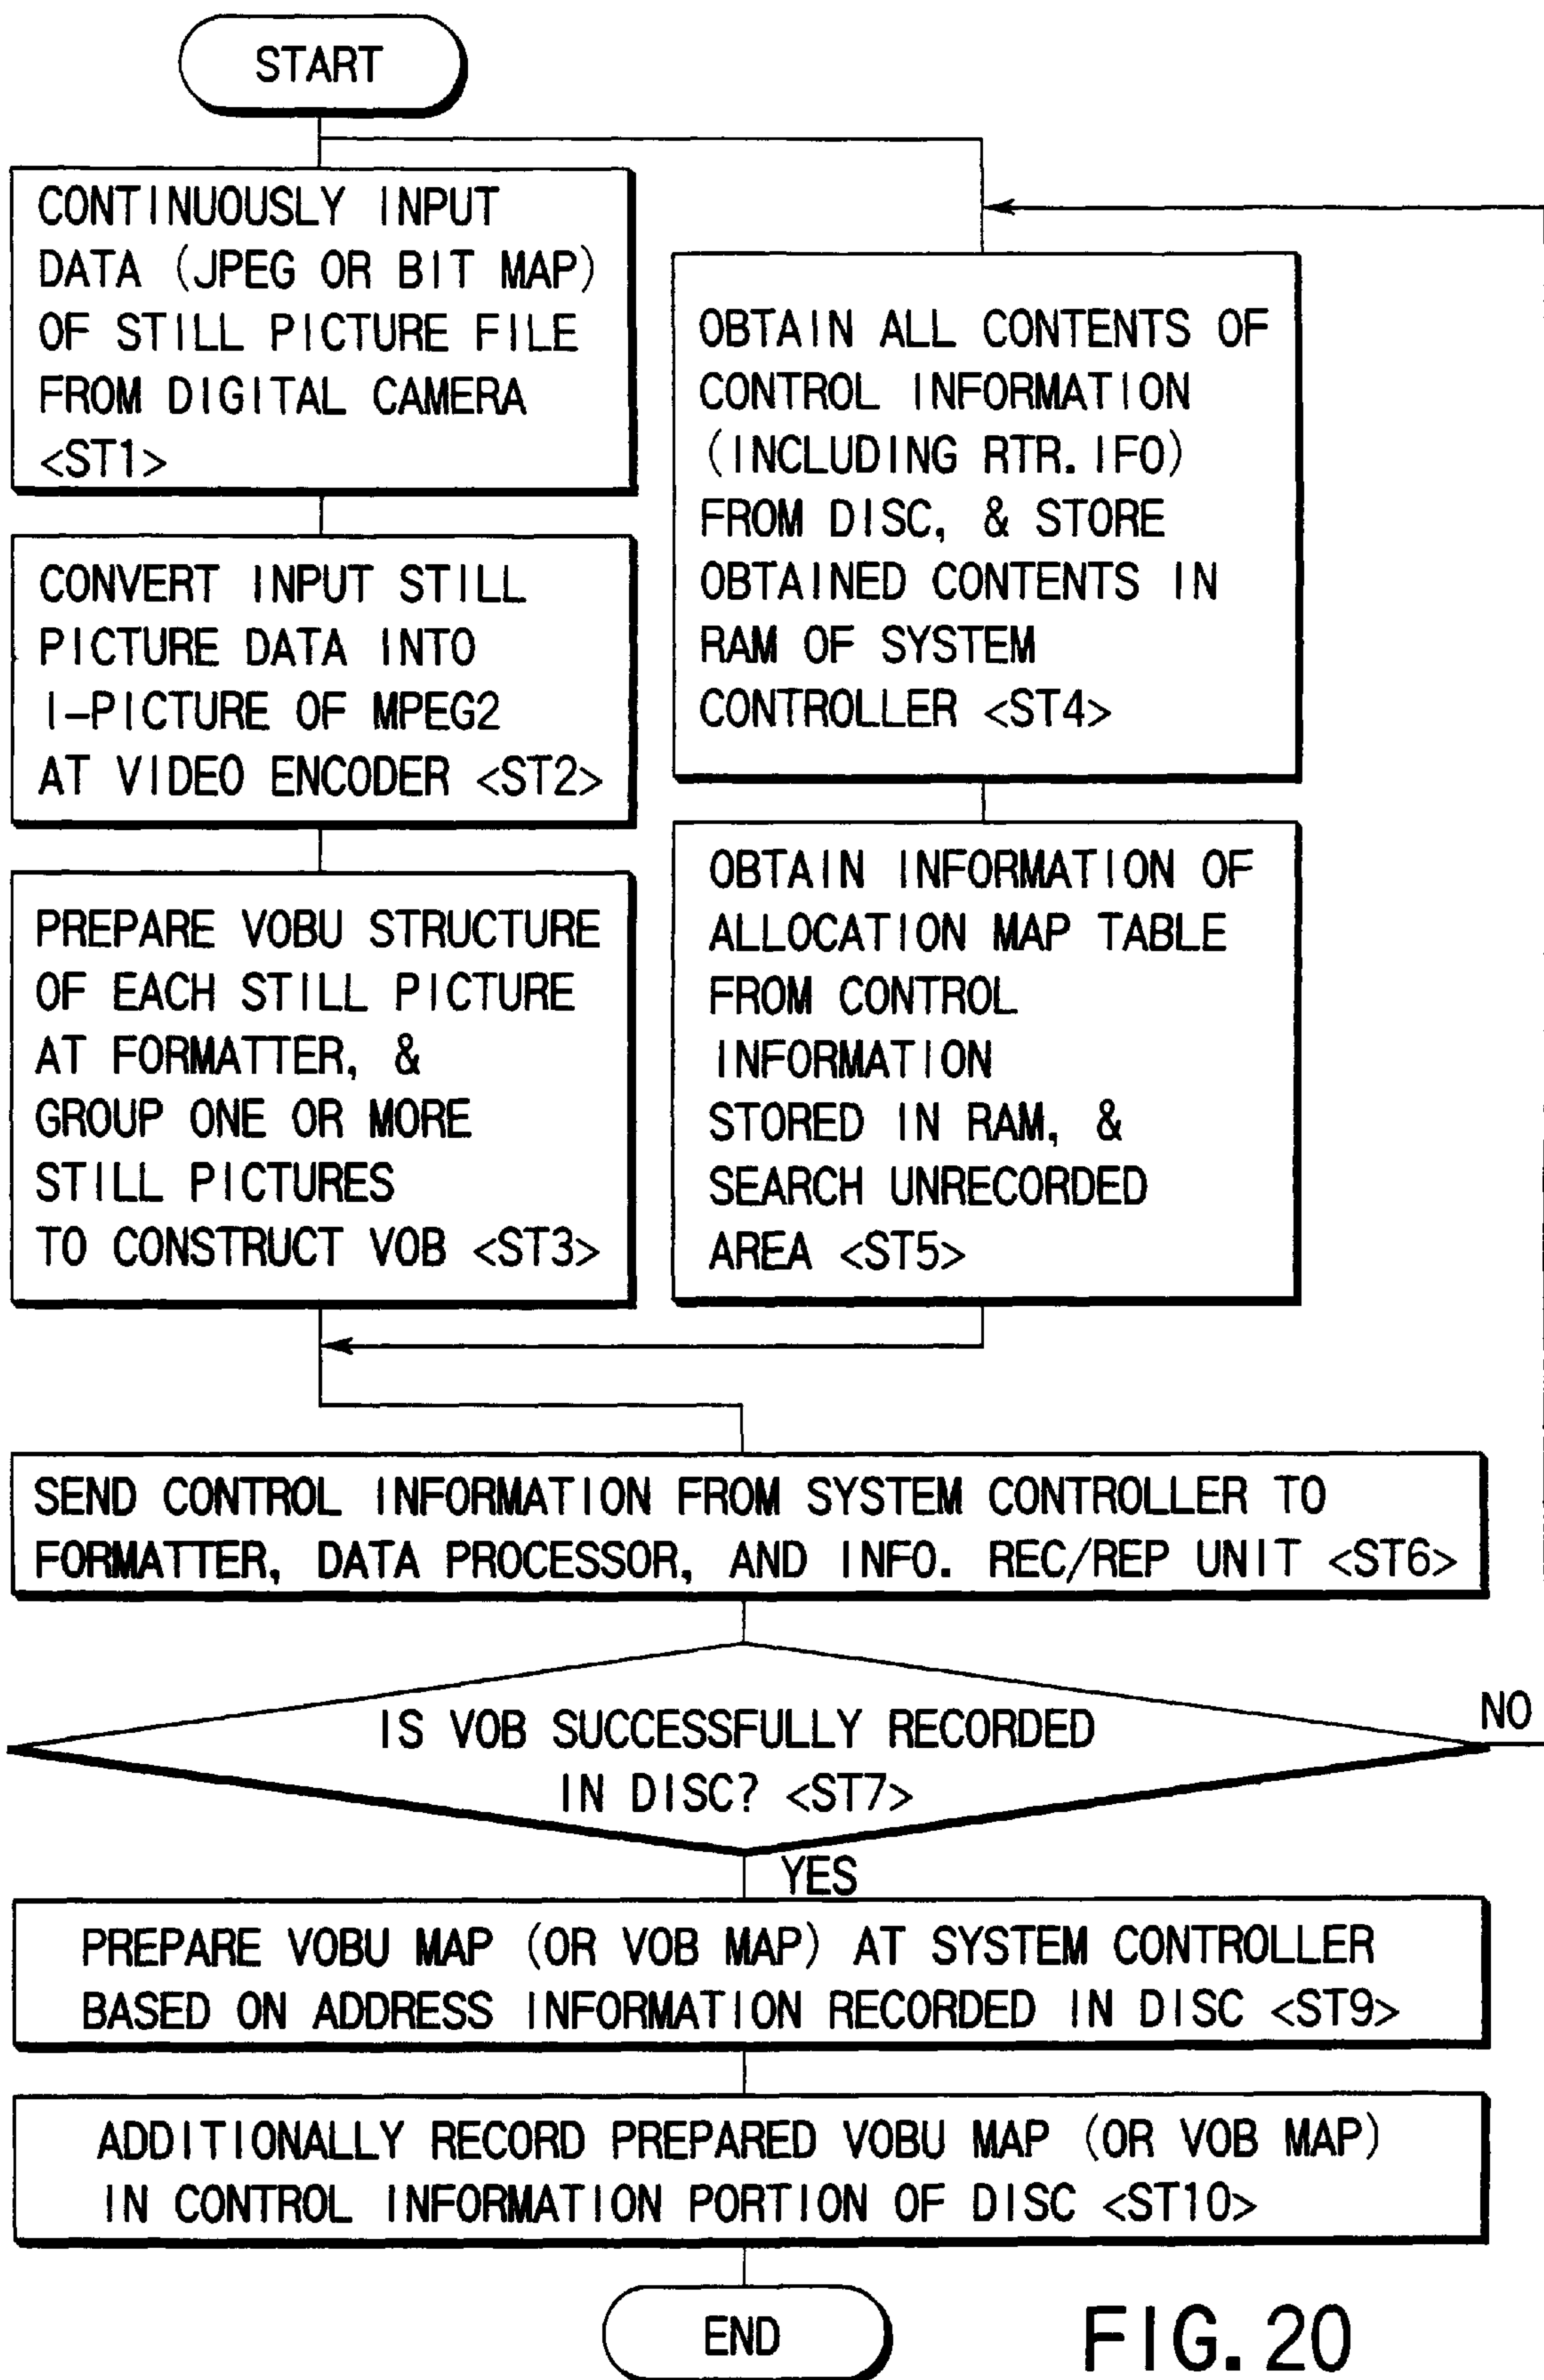 START
CONTINUOUSLY INPUT
DATA (JPEG OR BIT MAP)
OF STILL PICTURE FILE
FROM DIGITAL CAMERA
<ST1>
CONVERT INPUT STILL
PICTURE DATA INTO
I-PICTURE OF MPEG2
AT VIDEO ENCODER <ST2>
PREPARE VOBU STRUCTURE
OF EACH STILL PICTURE
AT FORMATTER, &
GROUP ONE OR MORE
STILL PICTURES
TO CONSTRUCT VOB <ST3>
OBTAIN ALL CONTENTS OF
CONTROL INFORMATION
(INCLUDING RTR. IFO)
FROM DISC, & STORE
OBTAINED CONTENTS IN
RAM OF SYSTEM
CONTROLLER <ST4>
OBTAIN INFORMATION OF
ALLOCATION MAP TABLE
FROM CONTROL
INFORMATION
STORED IN RAM, &
SEARCH UNRECORDED
AREA <ST5>
SEND CONTROL INFORMATION FROM SYSTEM CONTROLLER TO
FORMATTER, DATA PROCESSOR, AND INFO. REC/REP UNIT <ST6>
IS VOB SUCCESSFULLY RECORDED
IN DISC? <ST7>
NO
YES
PREPARE VOBU MAP (OR VOB MAP) AT SYSTEM CONTROLLER
BASED ON ADDRESS INFORMATION RECORDED IN DISC <ST9>
ADDITIONALLY RECORD PREPARED VOBU MAP (OR VOB MAP)
IN CONTROL INFORMATION PORTION OF DISC <ST10>
END
FIG. 20